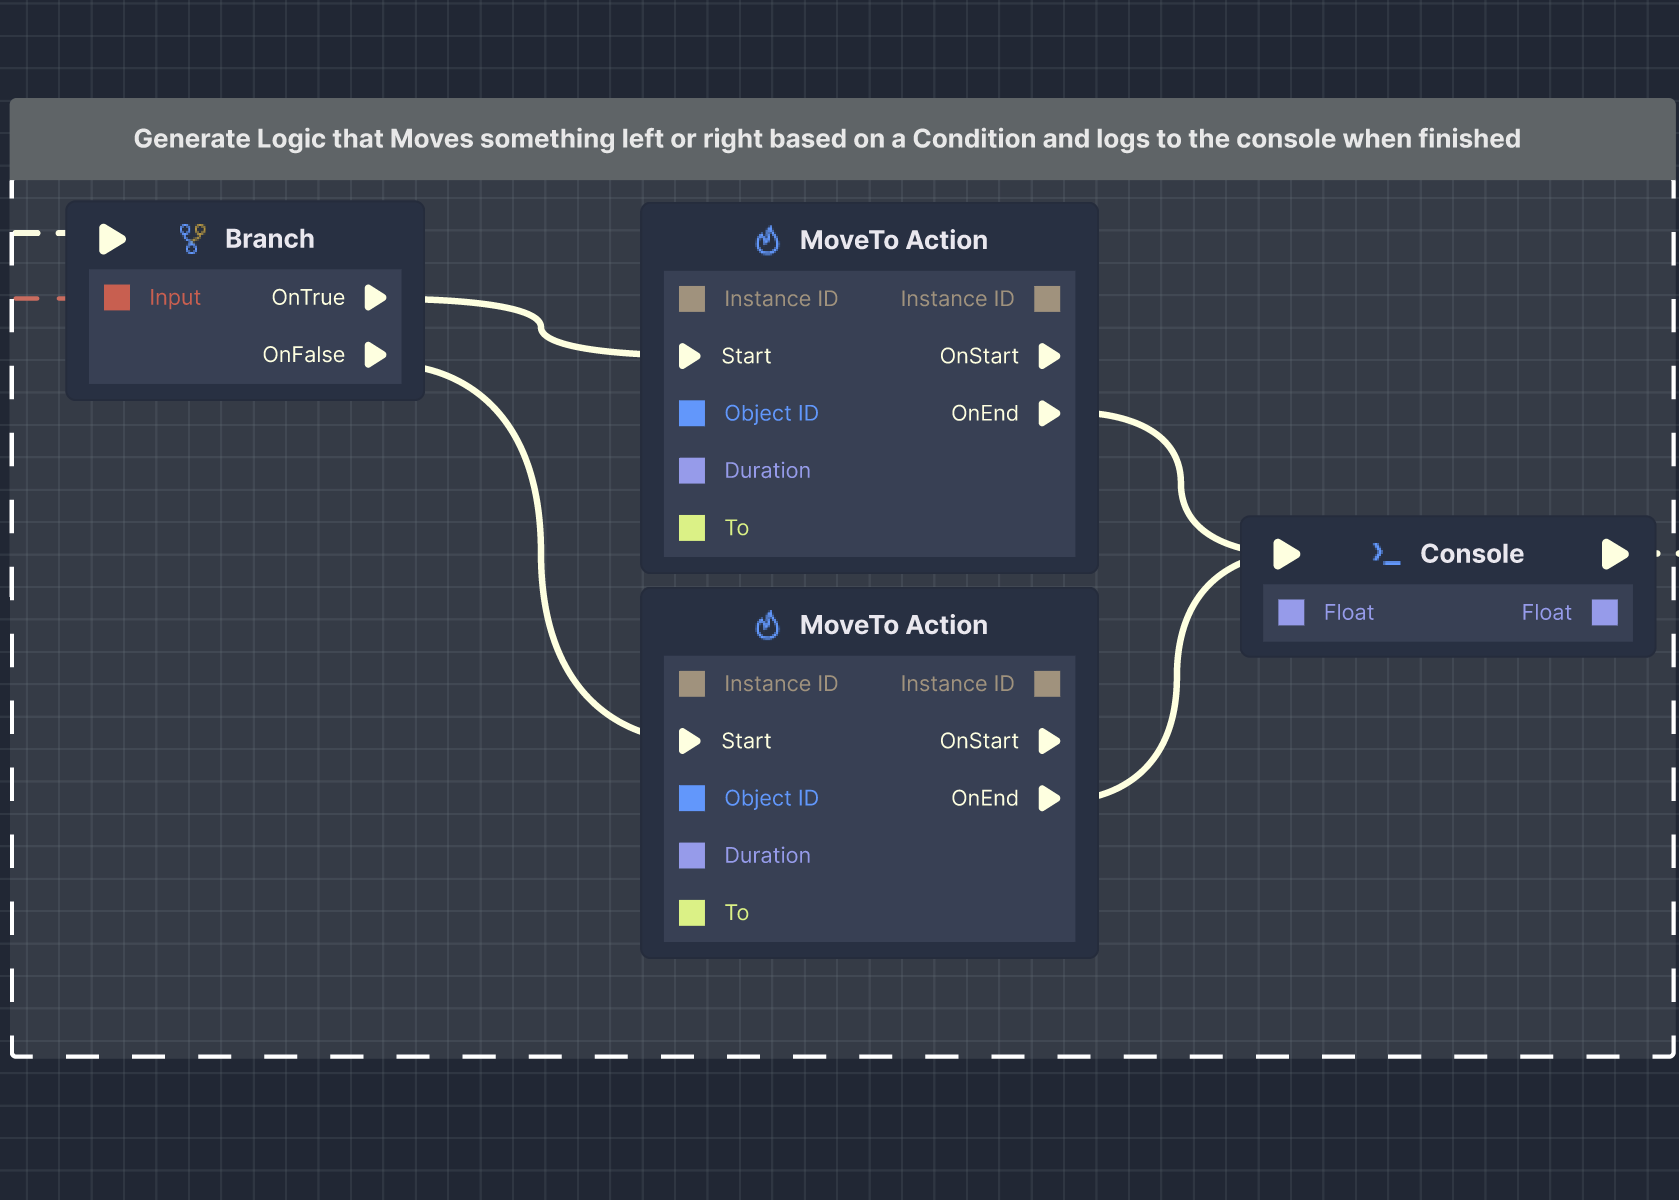 Generate Logic that Moves something left or right based on a Condition and logs to the console when finished
Branch
Input OnTrue
OnFalse
MoveTo Action
Instance ID Instance ID
Start OnStart
Object ID OnEnd
Duration
To
MoveTo Action
Instance ID Instance ID
Start OnStart
Object ID OnEnd
Duration
To
Console
Float Float